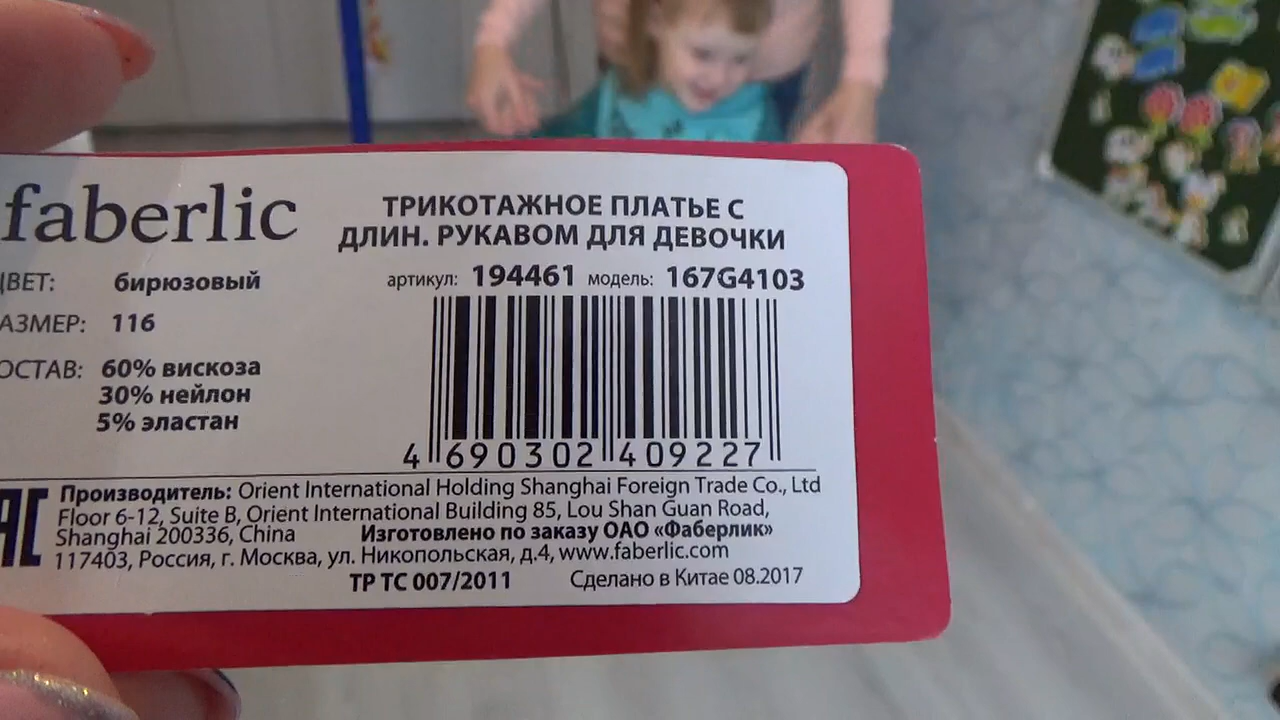 faberlic
ТРИКОТАЖНОЕ ПЛАТЬЕ С
ДЛИН. РУКАВОМ ДЛЯ ДЕВОЧКИ
артикул: 194461 модель: 167G4103
ЦВЕТ: бирюзовый
АЗМЕР: 116
ОСТАВ: 60% вискоза
30% нейлон
5% эластан
4 690302 409227
Производитель: Orient International Holding Shanghai Foreign Trade Co., Ltd
Floor 6-12, Suite B, Orient International Building 85, Lou Shan Guan Road,
Shanghai 200336, China Изготовлено по заказу ОАО «Фаберлик»
117403, Россия, г. Москва, ул. Никопольская, д.4, www.faberlic.com
ТР ТС 007/2011 Сделано в Китае 08.2017
EAC